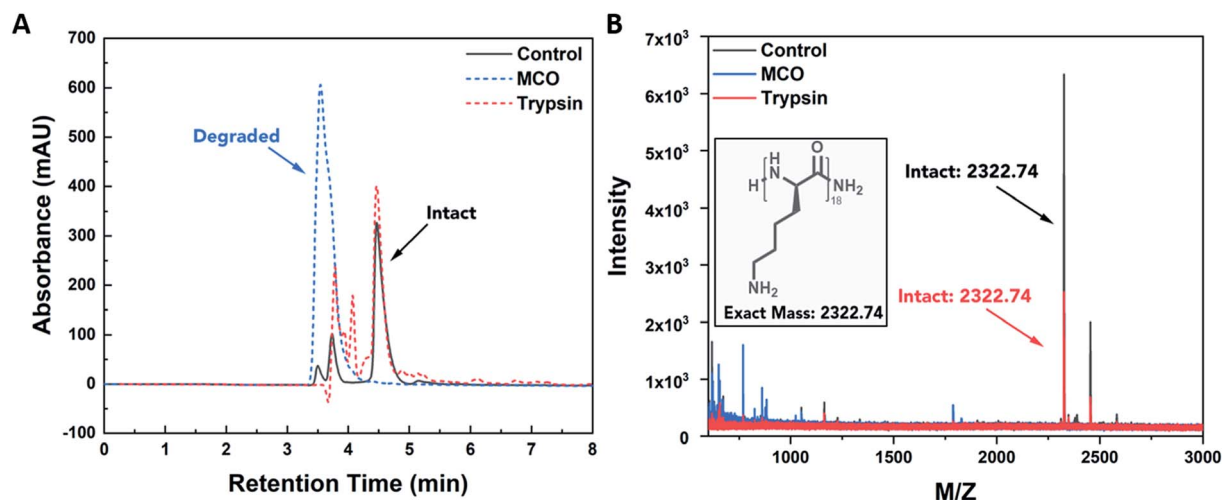 A
700
600
500
400
300
200
100
0
-100
0
1
2
3
4
5
6
7
8
Absorbance (mAU)
Retention Time (min)
Control
MCO
Trypsin
Degraded
Intact
B
7x10³
6x10³
5x10³
4x10³
3x10³
2x10³
1x10³
0
1000
1500
2000
2500
3000
Intensity
M/Z
Control
MCO
Trypsin
H
H
N
O
NH₂
18
NH₂
Exact Mass: 2322.74
Intact: 2322.74
Intact: 2322.74